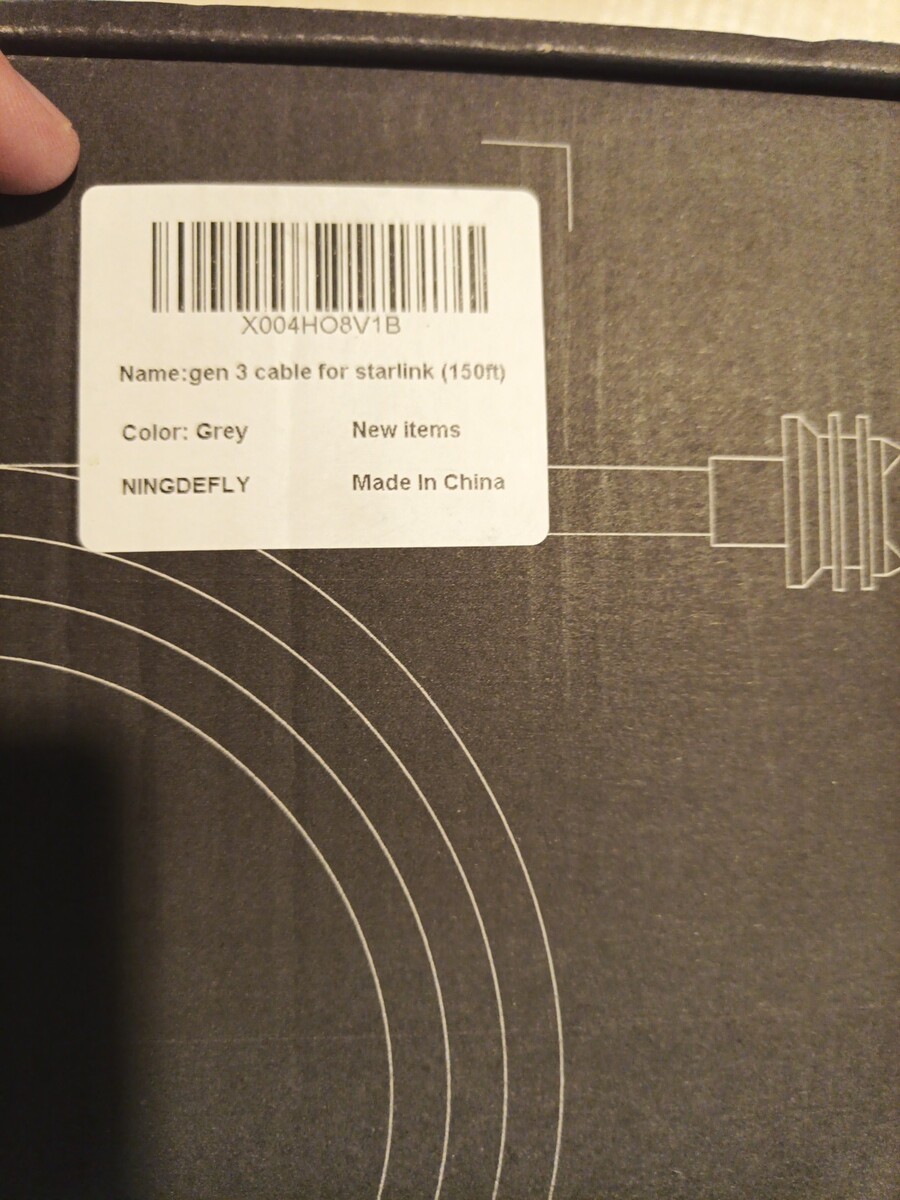 X004HO8V1B
Name:gen 3 cable for starlink (150ft)
Color: Grey New items
NINGDEFLY Made In China